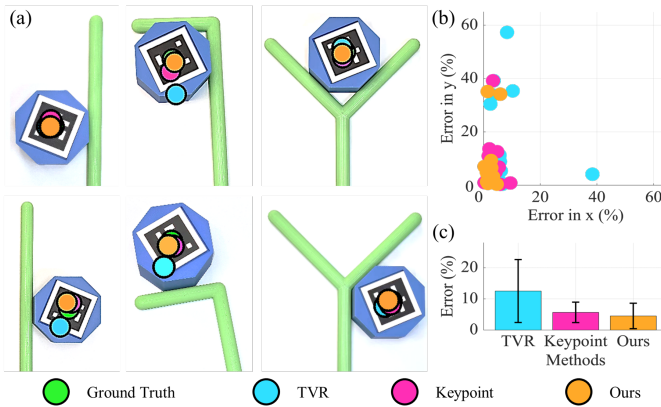 (a)
(b)
60
40
20
0
Error in y (%)
0
20
40
60
Error in x (%)
(c)
20
10
0
Error (%)
TVR
Keypoint
Ours
Methods
Ground Truth
TVR
Keypoint
Ours